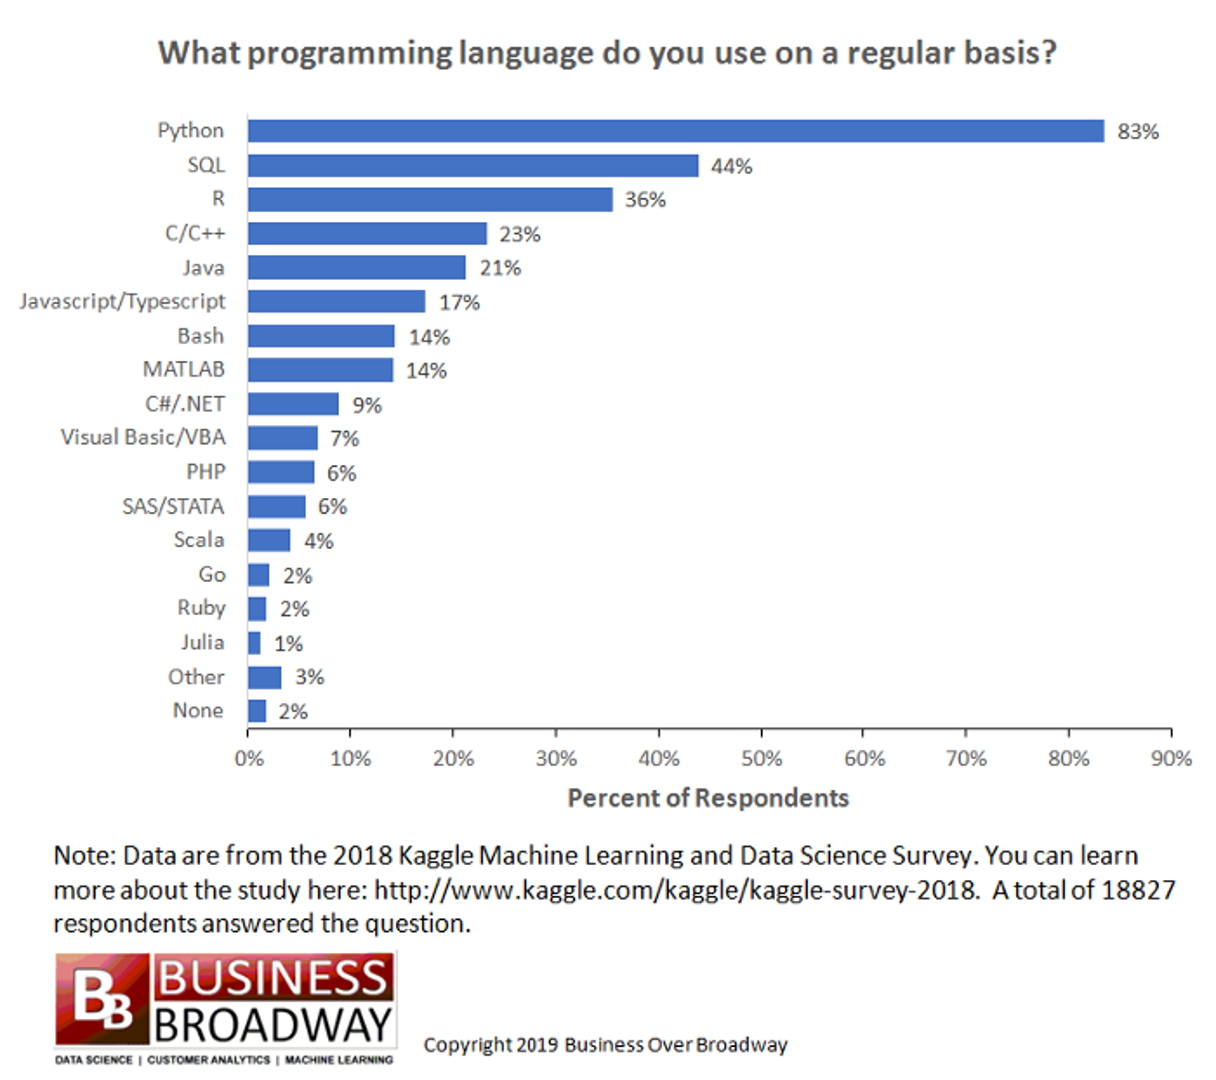 What programming language do you use on a regular basis?
Python 83%
SQL 44%
R 36%
C/C++ 23%
Java 21%
Javascript/Typescript 17%
Bash 14%
MATLAB 14%
C#/.NET 9%
Visual Basic/VBA 7%
PHP 6%
SAS/STATA 6%
Scala 4%
Go 2%
Ruby 2%
Julia 1%
Other 3%
None 2%
0% 10% 20% 30% 40% 50% 60% 70% 80% 90%
Percent of Respondents
Note: Data are from the 2018 Kaggle Machine Learning and Data Science Survey. You can learn
more about the study here: http://www.kaggle.com/kaggle/kaggle-survey-2018. A total of 18827
respondents answered the question.
BB BUSINESS
BROADWAY
DATA SCIENCE | CUSTOMER ANALYTICS | MACHINE LEARNING
Copyright 2019 Business Over Broadway